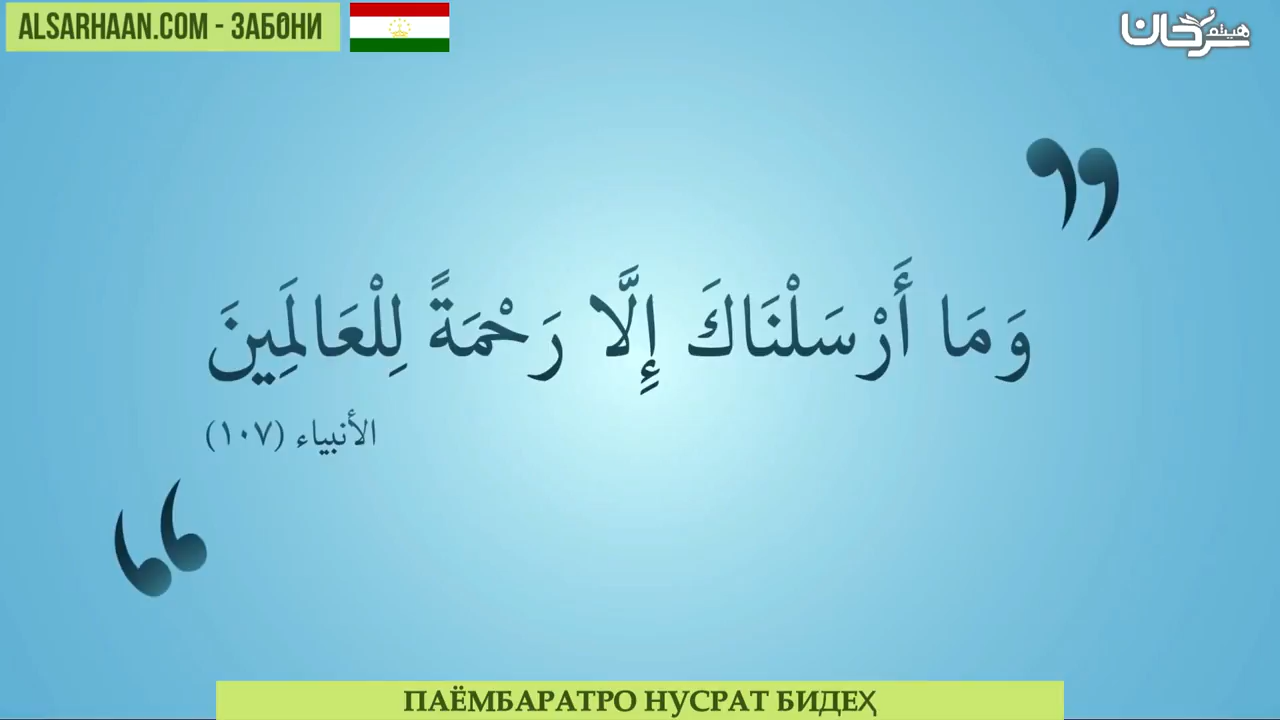 ALSARHAAN.COM - ЗАБОНИ
هيثم سرحان
وَمَا أَرْسَلْنَاكَ إِلَّا رَحْمَةً لِلْعَالَمِينَ
الأنبياء (١٠٧)
ПАЁМБАРАТРО НУСРАТ БИДЕҲ